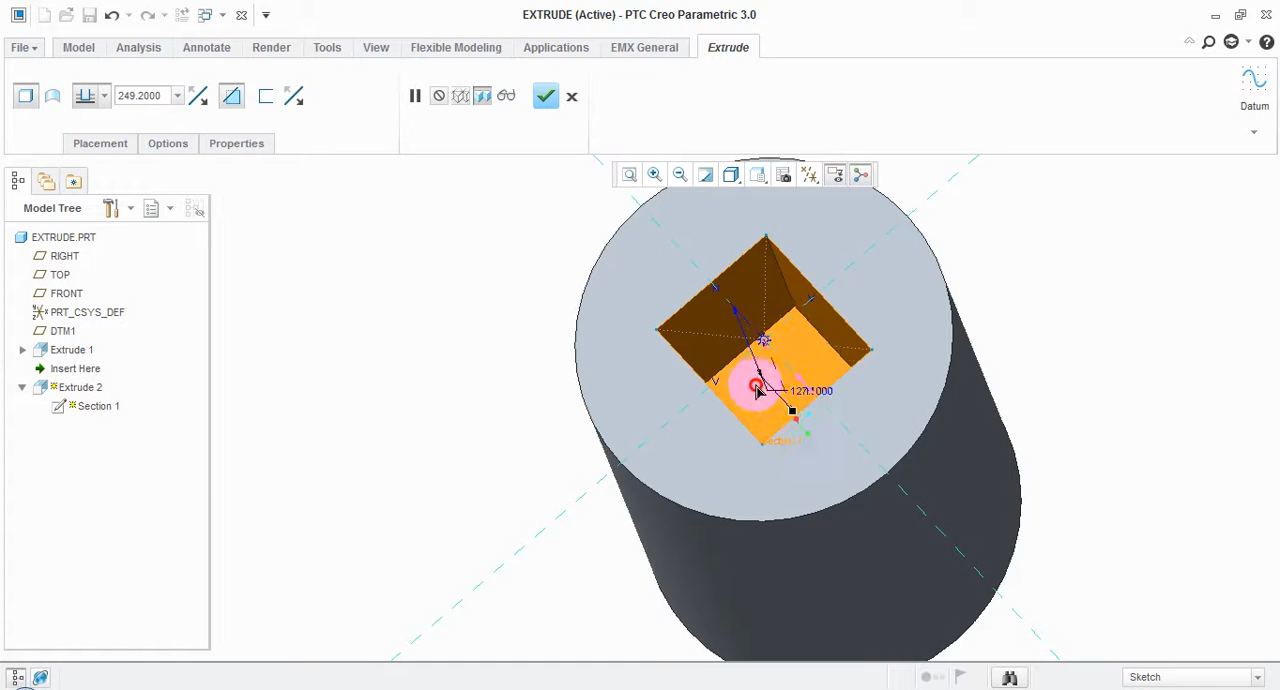 EXTRUDE (Active) - PTC Creo Parametric 3.0
File Model Analysis Annotate Render Tools View Flexible Modeling Applications EMX General Extrude
249.2000
Datum
Placement Options Properties
Model Tree
EXTRUDE.PRT
RIGHT
TOP
FRONT
PRT_CSYS_DEF
DTM1
Extrude 1
Insert Here
Extrude 2
Section 1
V
Sketch